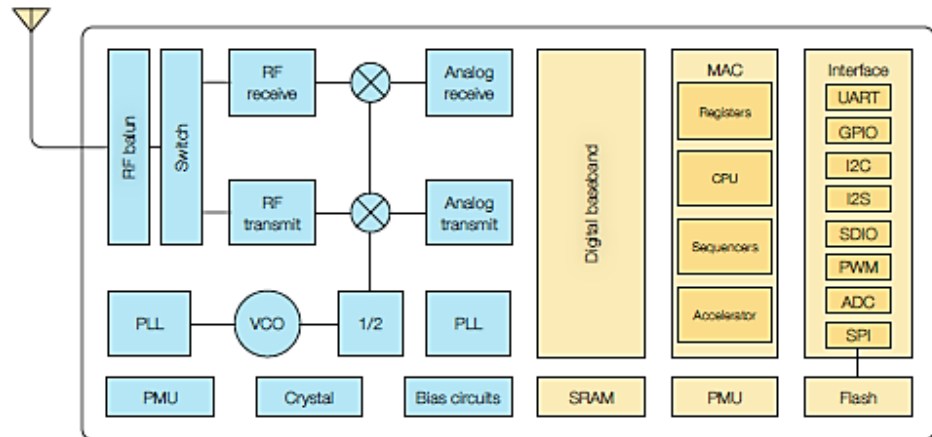 RF balun
Switch
RF
receive
Analog
receive
RF
transmit
Analog
transmit
PLL
VCO
1/2
PLL
PMU
Crystal
Bias circuits
Digital baseband
SRAM
MAC
Registers
CPU
Sequencers
Accelerator
PMU
Interface
UART
GPIO
I2C
I2S
SDIO
PWM
ADC
SPI
Flash